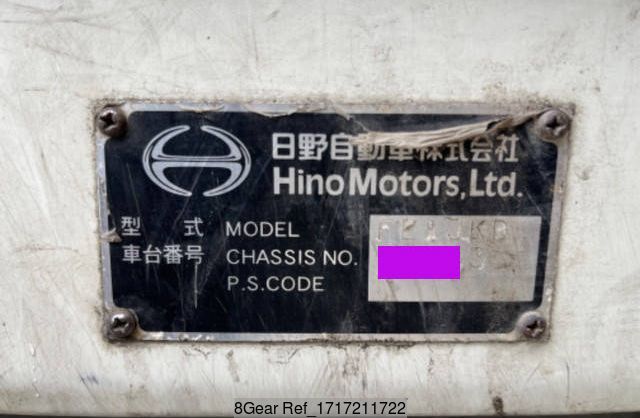 日野自動車株式会社
Hino Motors, Ltd.
型 式 MODEL
車台番号 CHASSIS NO.
P.S.CODE
8Gear Ref_1717211722